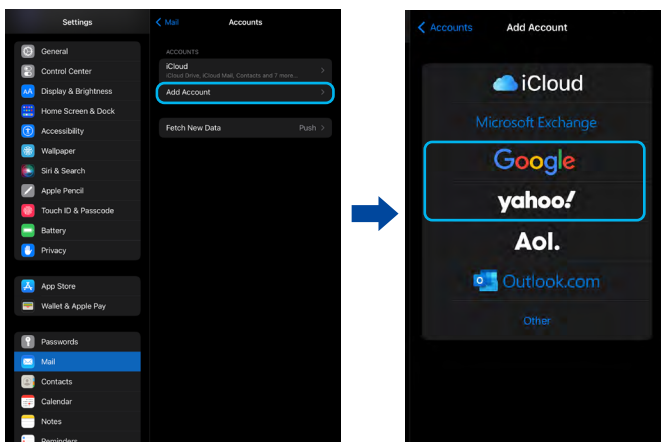 Settings
General
Control Center
AA Display & Brightness
Home Screen & Dock
Accessibility
Wallpaper
Siri & Search
Apple Pencil
Touch ID & Passcode
Battery
Privacy
App Store
Wallet & Apple Pay
Passwords
Mail
Contacts
Calendar
Notes
Reminders
Mail
Accounts
ACCOUNTS
iCloud
iCloud Drive, iCloud Mail, Contacts and 7 more...
Add Account
Fetch New Data Push
Accounts
Add Account
iCloud
Microsoft Exchange
Google
yahoo!
Aol.
Outlook.com
Other